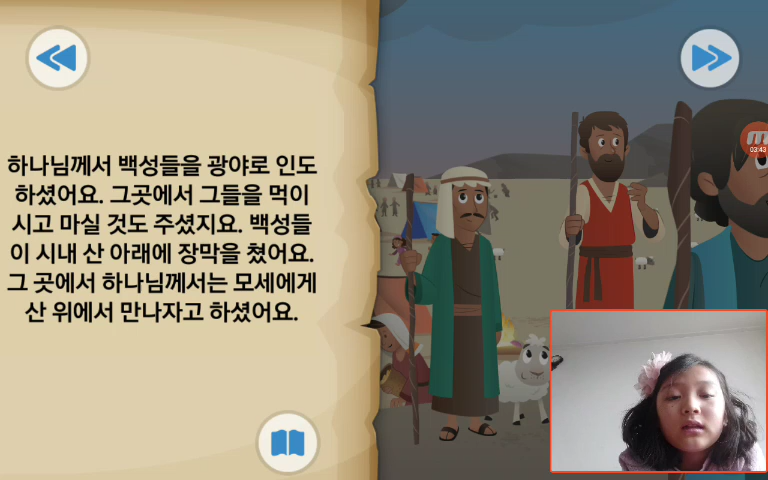 하나님께서 백성들을 광야로 인도
하셨어요. 그곳에서 그들을 먹이
시고 마실 것도 주셨지요. 백성들
이 시내 산 아래에 장막을 쳤어요.
그 곳에서 하나님께서는 모세에게
산 위에서 만나자고 하셨어요.
03:43